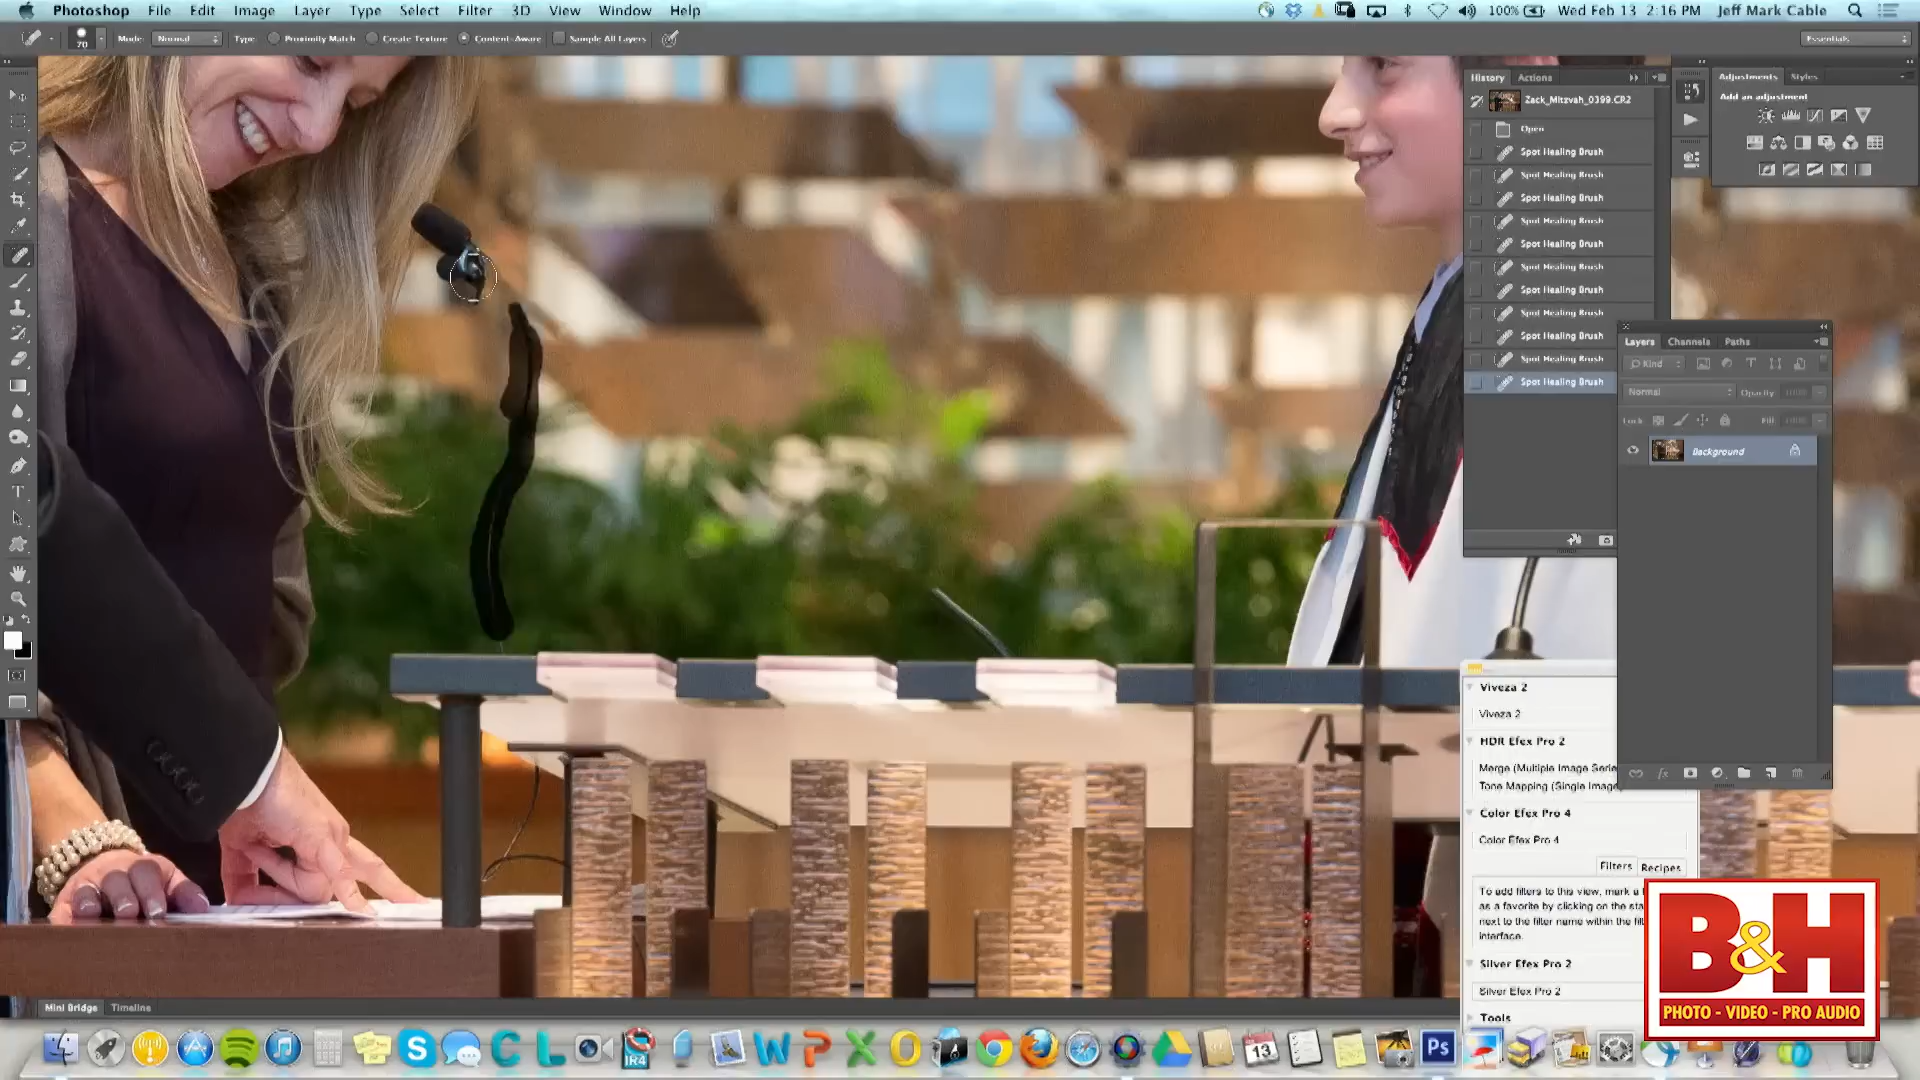 Photoshop File Edit Image Layer Type Select Filter 3D View Window Help 100% Wed Feb 13 2:16 PM Jeff Mark Cable
70 Mode: Normal Type: Proximity Match Create Texture Content-Aware Sample All Layers Essentials
History Actions
Zack_Mitzvah_0399.CR2
Open
Spot Healing Brush
Spot Healing Brush
Spot Healing Brush
Spot Healing Brush
Spot Healing Brush
Spot Healing Brush
Spot Healing Brush
Spot Healing Brush
Spot Healing Brush
Spot Healing Brush
Spot Healing Brush
Adjustments Styles
Add an adjustment
Layers Channels Paths
Kind
Normal Opacity:
Lock: Fill:
Background
Viveza 2
Viveza 2
HDR Efex Pro 2
Merge (Multiple Image Serie
Tone Mapping (Single Image
Color Efex Pro 4
Color Efex Pro 4
Filters Recipes
To add filters to this view, mark a
as a favorite by clicking on the sta
next to the filter name within the fil
interface.
Silver Efex Pro 2
Silver Efex Pro 2
Tools
Mini Bridge Timeline
IR4
13
Ps
B&H
PHOTO - VIDEO - PRO AUDIO